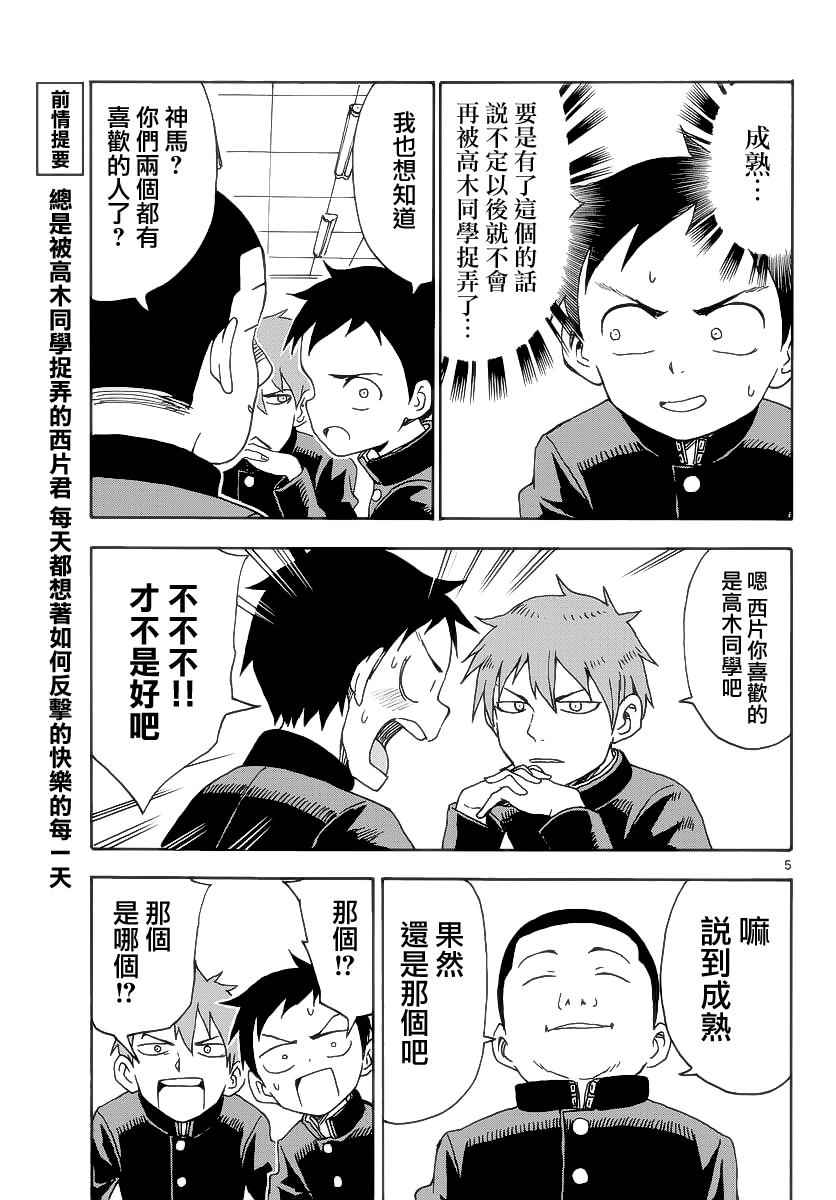 成熟…
要是有了這個的話
說不定以後就不會
再被高木同學捉弄了…
我也想知道
神馬?
你們兩個都有
喜歡的人了?
前情提要
總是被高木同學捉弄的西片君 每天都想著如何反擊的快樂的每一天
嗯 西片你喜歡的
是高木同學吧
不不不!!
才不是好吧
5
嘛
説到成熟
果然
還是那個吧
那個!?
那個
是哪個!?